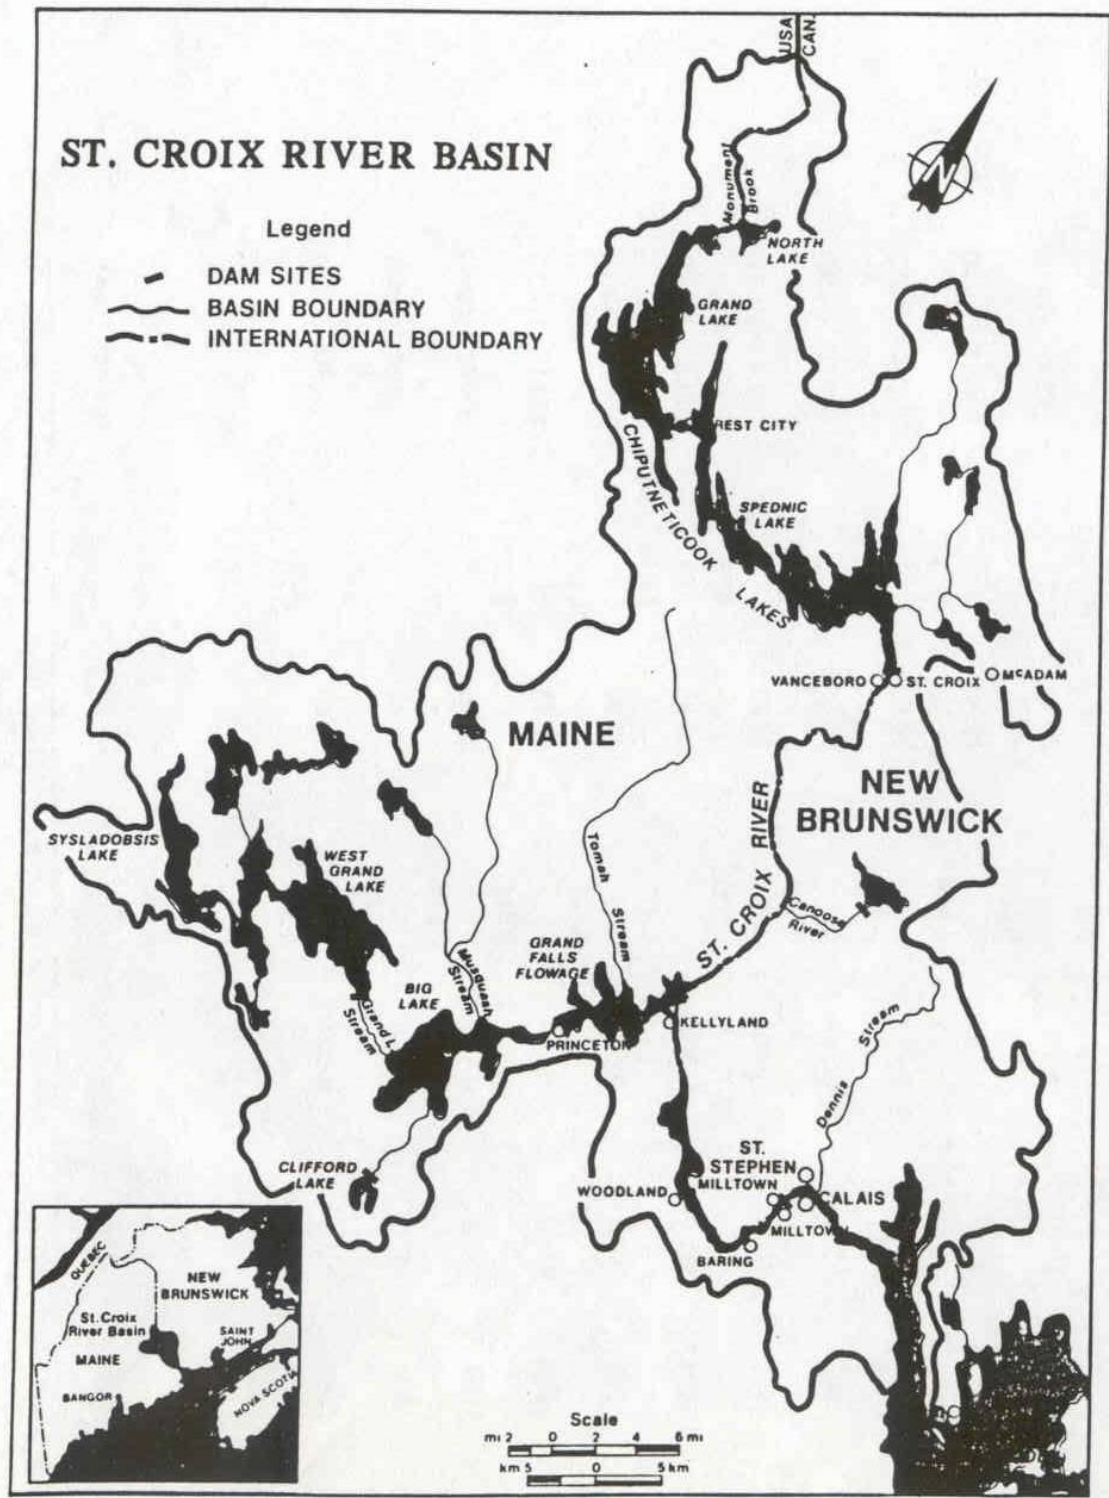 USA
CAN.
ST. CROIX RIVER BASIN
N
Legend
DAM SITES
BASIN BOUNDARY
INTERNATIONAL BOUNDARY
Monument
Brook
NORTH
LAKE
GRAND
LAKE
REST CITY
CHIPUTNETICOOK LAKES
SPEDNIC
LAKE
VANCEBORO
ST. CROIX
McADAM
MAINE
NEW
BRUNSWICK
ST. CROIX RIVER
SYSLADOBSIS
LAKE
WEST
GRAND
LAKE
Tomah Stream
Canoose
River
GRAND
FALLS
FLOWAGE
BIG
LAKE
Musquash
Stream
Grand L.
Stream
PRINCETON
KELLYLAND
Dennis Stream
CLIFFORD
LAKE
ST.
STEPHEN
MILLTOWN
WOODLAND
CALAIS
MILLTOWN
BARING
QUEBEC
NEW
BRUNSWICK
St. Croix
River Basin
SAINT
JOHN
MAINE
BANGOR
NOVA SCOTIA
Scale
mi 2 0 2 4 6 mi
km 5 0 5 km